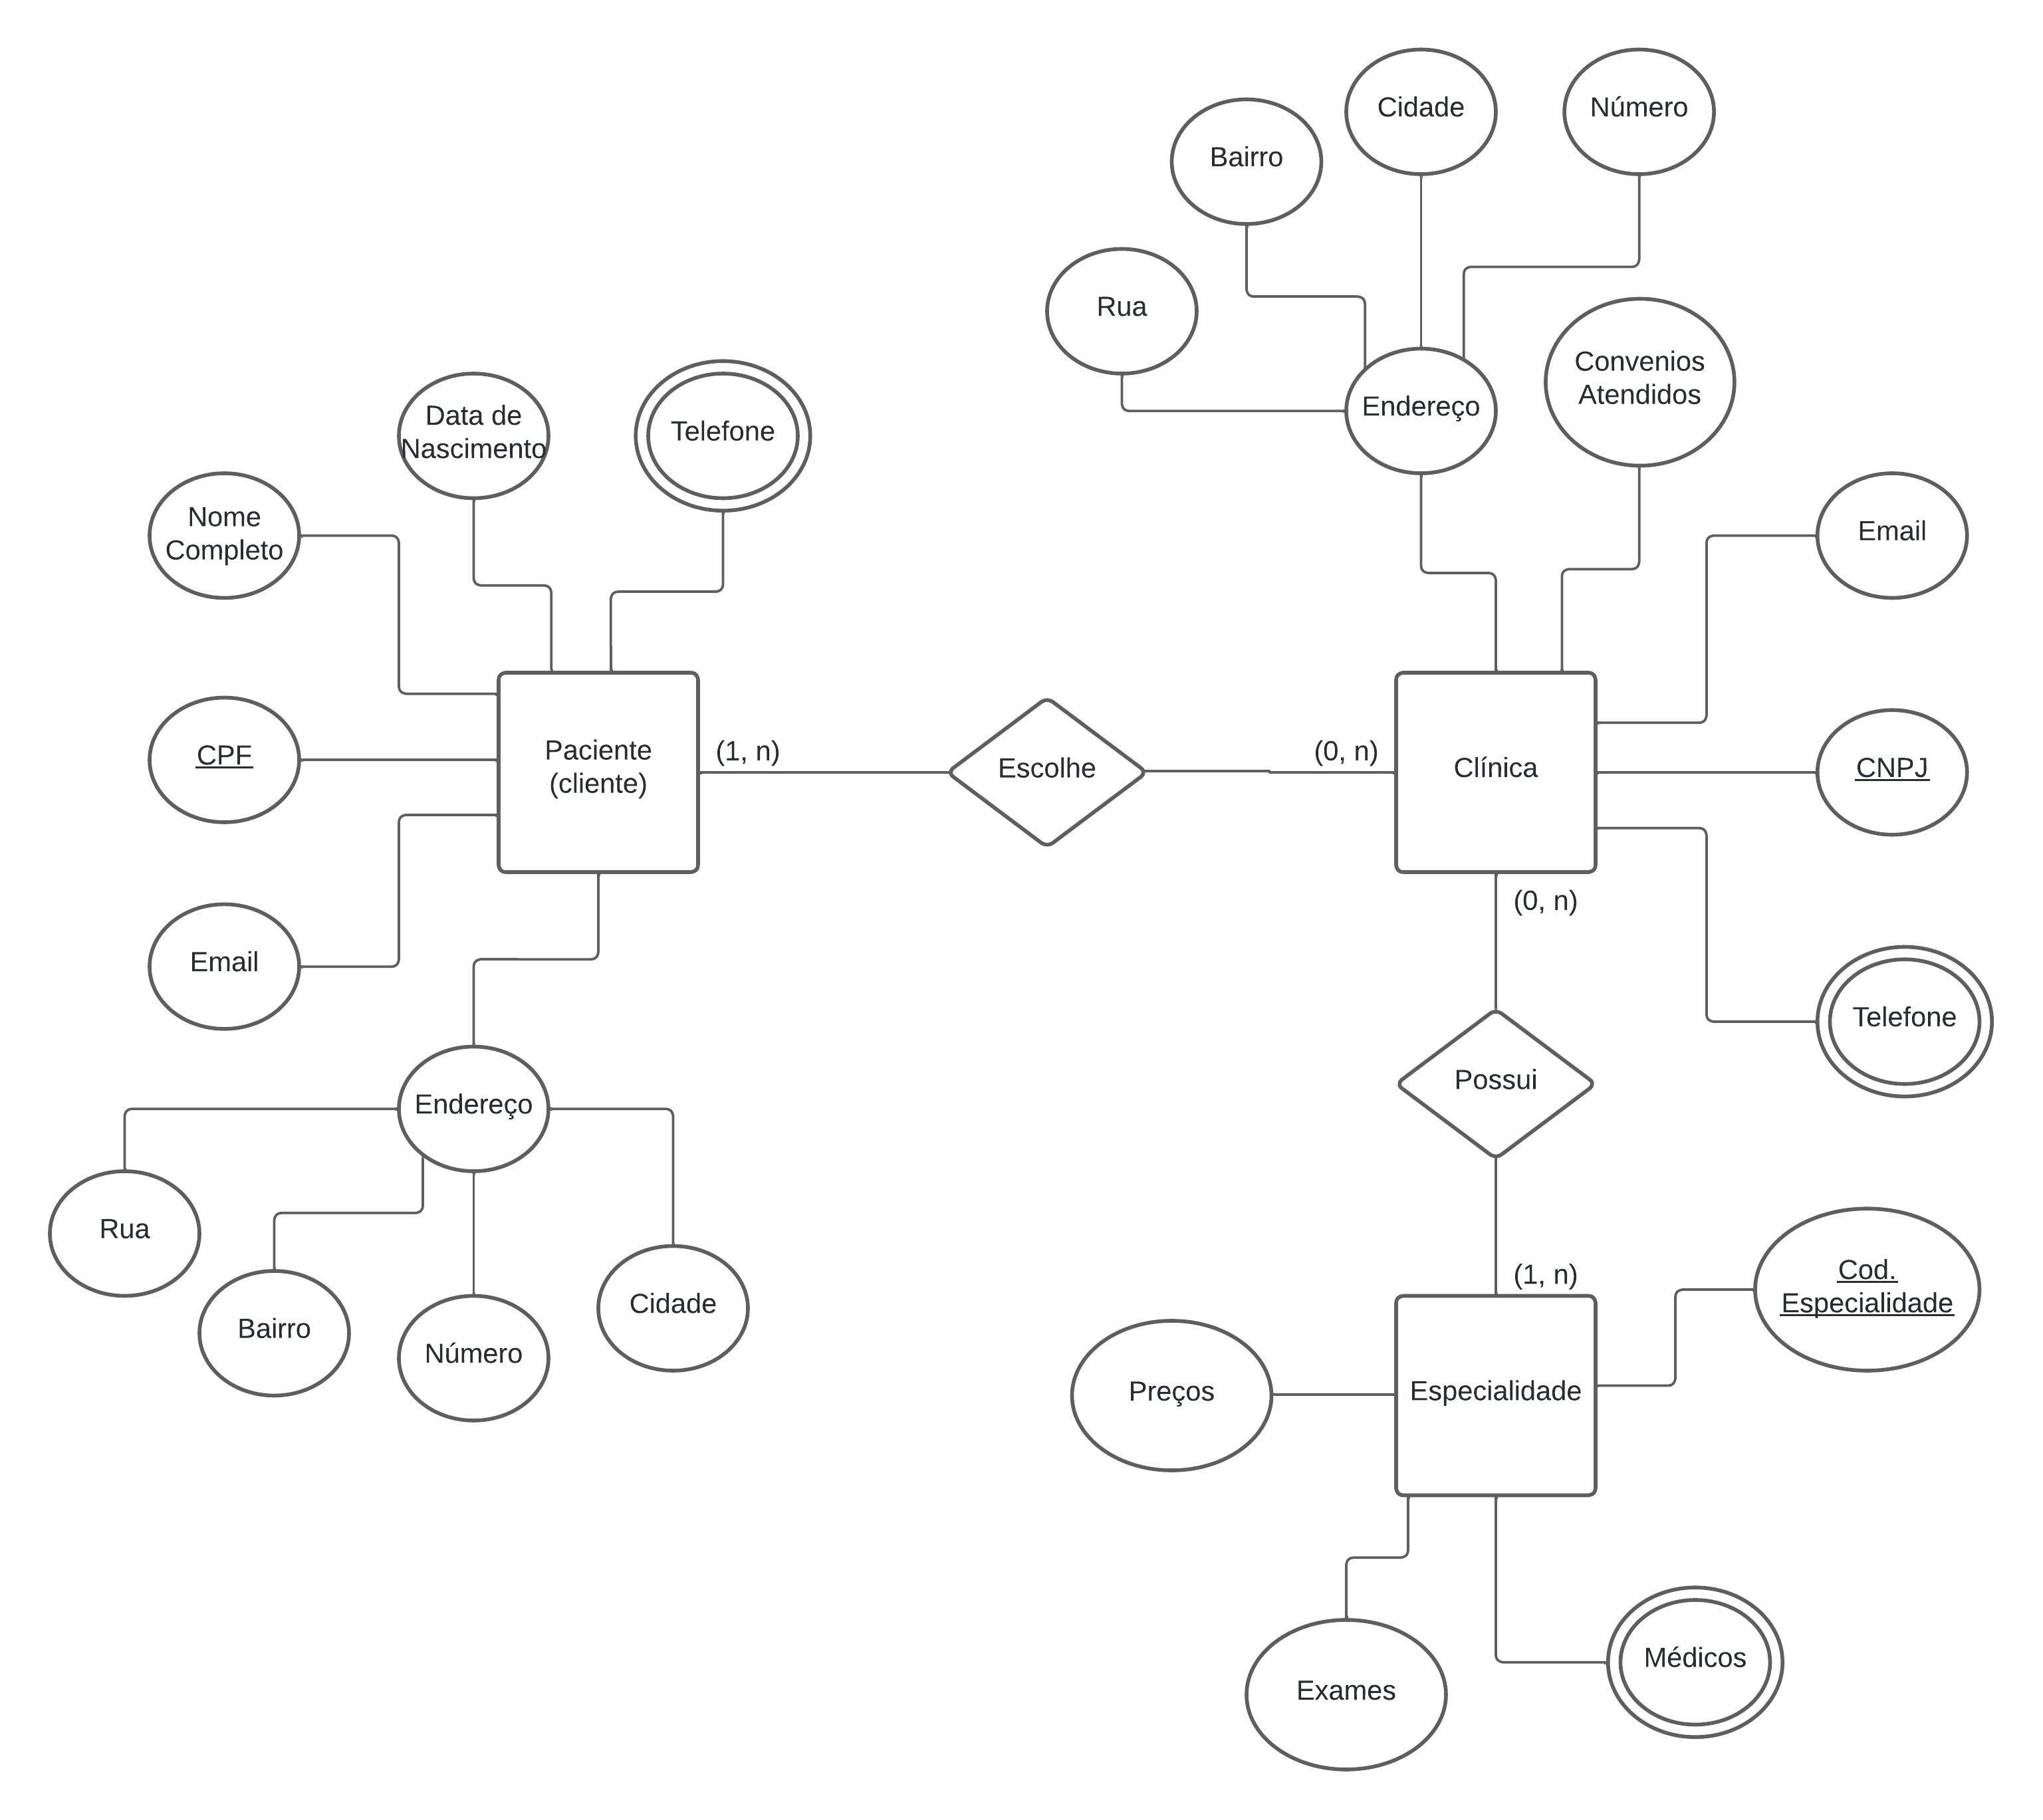 Cidade
Número
Bairro
Rua
Convenios
Atendidos
Endereço
Data de
Nascimento
Telefone
Nome
Completo
Email
CPF
Paciente
(cliente)
(1, n)
Escolhe
(0, n)
Clínica
CNPJ
(0, n)
Email
Telefone
Possui
Endereço
Rua
Bairro
Número
Cidade
(1, n)
Cod.
Especialidade
Preços
Especialidade
Exames
Médicos